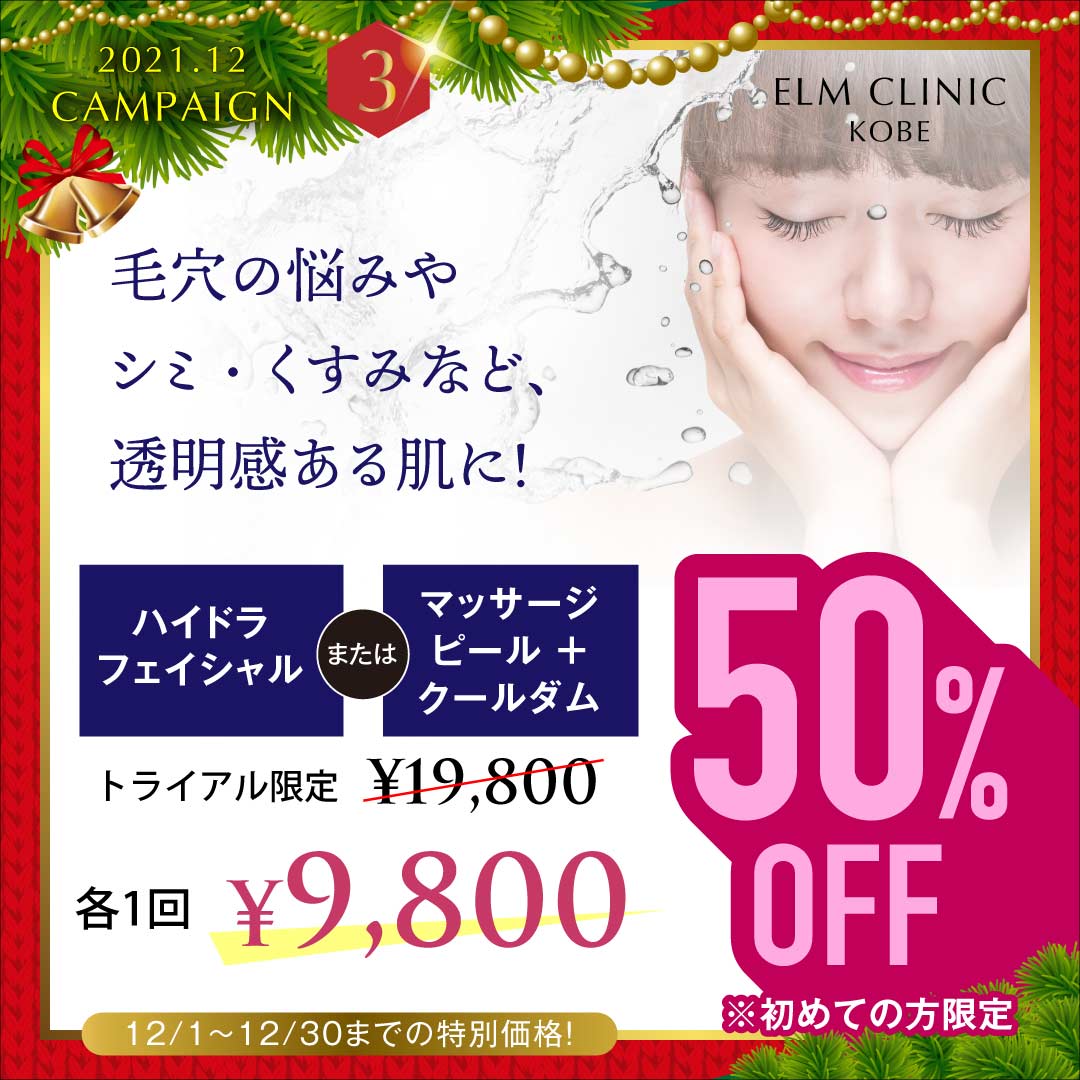 2021.12
CAMPAIGN
3
ELM CLINIC
KOBE
毛穴の悩みや
シミ・くすみなど、
透明感ある肌に!
ハイドラ
フェイシャル
または
マッサージ
ピール ＋
クールダム
トライアル限定 ¥19,800
各1回 ¥9,800
50%
OFF
※初めての方限定
12/1～12/30までの特別価格!